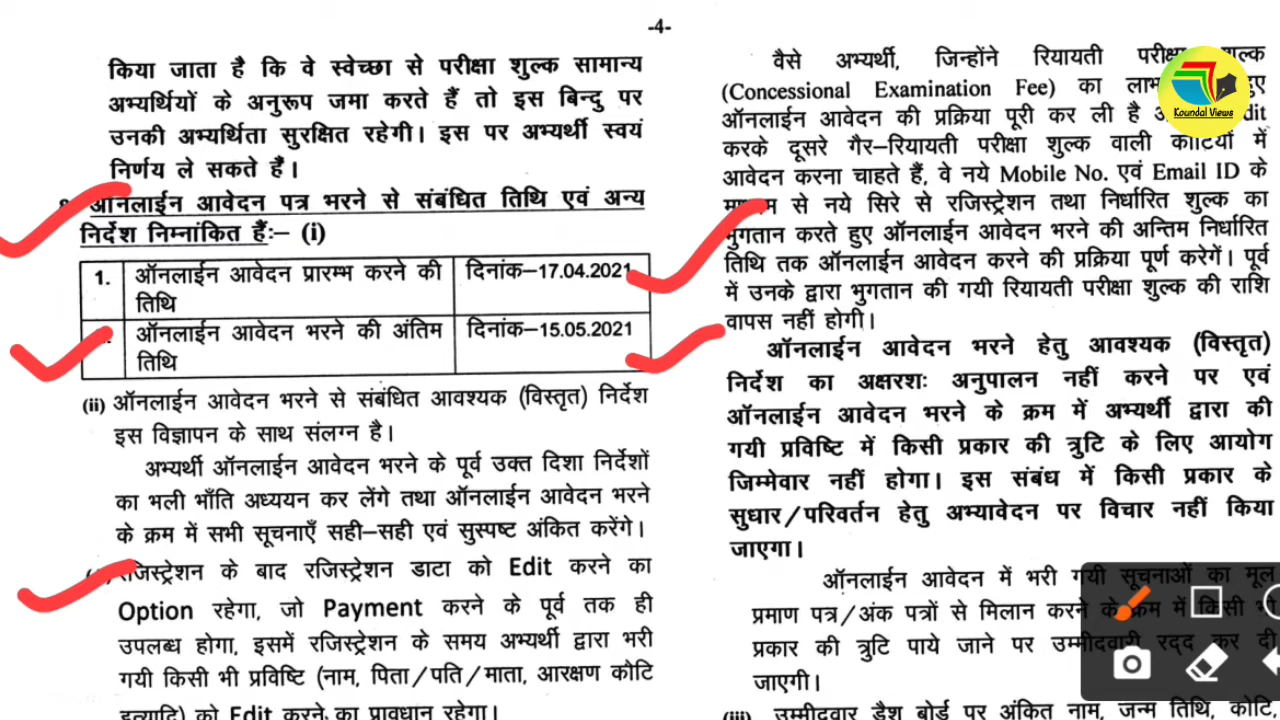 -4-
किया जाता है कि वे स्वेच्छा से परीक्षा शुल्क सामान्य
अभ्यर्थियों के अनुरूप जमा करते हैं तो इस बिन्दु पर
उनकी अभ्यर्थिता सुरक्षित रहेगी। इस पर अभ्यर्थी स्वयं
निर्णय ले सकते हैं।
ऑनलाईन आवेदन पत्र भरने से संबंधित तिथि एवं अन्य
निर्देश निम्नांकित हैंः– (i)
1. ऑनलाईन आवेदन प्रारम्भ करने की दिनांक–17.04.2021
तिथि
ऑनलाईन आवेदन भरने की अंतिम दिनांक–15.05.2021
तिथि
(ii) ऑनलाईन आवेदन भरने से संबंधित आवश्यक (विस्तृत) निर्देश
इस विज्ञापन के साथ संलग्न है।
अभ्यर्थी ऑनलाईन आवेदन भरने के पूर्व उक्त दिशा निर्देशों
का भली भाँति अध्ययन कर लेंगे तथा ऑनलाईन आवेदन भरने
के क्रम में सभी सूचनाएँ सही–सही एवं सुस्पष्ट अंकित करेंगे।
रजिस्ट्रेशन के बाद रजिस्ट्रेशन डाटा को Edit करने का
Option रहेगा, जो Payment करने के पूर्व तक ही
उपलब्ध होगा, इसमें रजिस्ट्रेशन के समय अभ्यर्थी द्वारा भरी
गयी किसी भी प्रविष्टि (नाम, पिता/पति/माता, आरक्षण कोटि
इत्यादि) को Edit करने का प्रावधान रहेगा।
वैसे अभ्यर्थी, जिन्होंने रियायती परीक्षा शुल्क
(Concessional Examination Fee) का लाभ हुए
ऑनलाईन आवेदन की प्रक्रिया पूरी कर ली है
करके दूसरे गैर–रियायती परीक्षा शुल्क वाली कोटियों में
आवेदन करना चाहते हैं, वे नये Mobile No. एवं Email ID के
माध्यम से नये सिरे से रजिस्ट्रेशन तथा निर्धारित शुल्क का
भुगतान करते हुए ऑनलाईन आवेदन भरने की अन्तिम निर्धारित
तिथि तक ऑनलाईन आवेदन करने की प्रक्रिया पूर्ण करेगें। पूर्व
में उनके द्वारा भुगतान की गयी रियायती परीक्षा शुल्क की राशि
वापस नहीं होगी।
ऑनलाईन आवेदन भरने हेतु आवश्यक (विस्तृत)
निर्देश का अक्षरशः अनुपालन नहीं करने पर एवं
ऑनलाईन आवेदन भरने के क्रम में अभ्यर्थी द्वारा की
गयी प्रविष्टि में किसी प्रकार की त्रुटि के लिए आयोग
जिम्मेवार नहीं होगा। इस संबंध में किसी प्रकार के
सुधार/परिवर्तन हेतु अभ्यावेदन पर विचार नहीं किया
जाएगा।
ऑनलाईन आवेदन में भरी गयी सूचनाओं का मूल
प्रमाण पत्र/अंक पत्रों से मिलान करने के क्रम में किसी भी
प्रकार की त्रुटि पाये जाने पर उम्मीदवारी रद्द कर दी
जाएगी।
(iii) उम्मीदवार डैश बोर्ड पर अंकित नाम, जन्म तिथि, कोटि,
Koundal Views